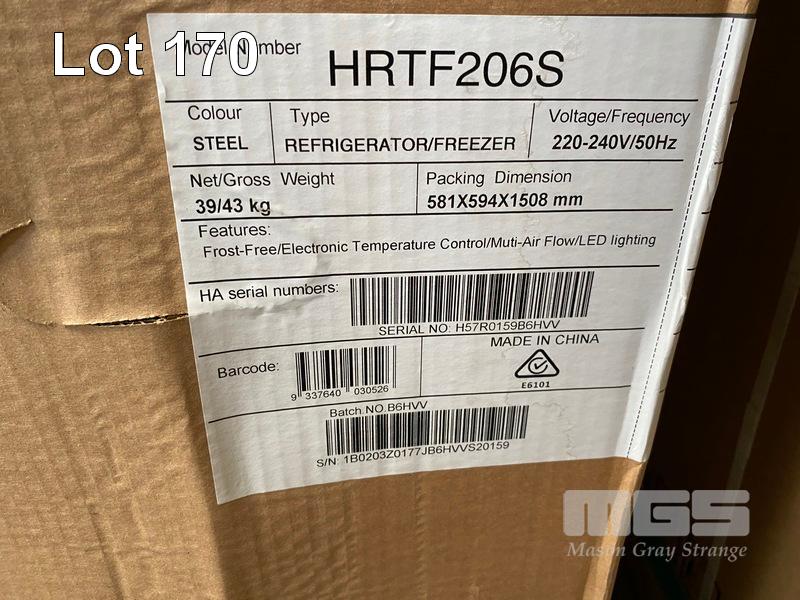 Lot 170
Model Number
HRTF206S
Colour Type Voltage/Frequency
STEEL REFRIGERATOR/FREEZER 220-240V/50Hz
Net/Gross Weight Packing Dimension
39/43 kg 581X594X1508 mm
Features:
Frost-Free/Electronic Temperature Control/Muti-Air Flow/LED lighting
HA serial numbers:
SERIAL NO: H57R0159B6HVV
MADE IN CHINA
Barcode:
9 337640 030526
E6101
Batch NO.B6HVV
S/N: 1B0203Z0177JB6HVVS20159
MGS
Mason Gray Strange